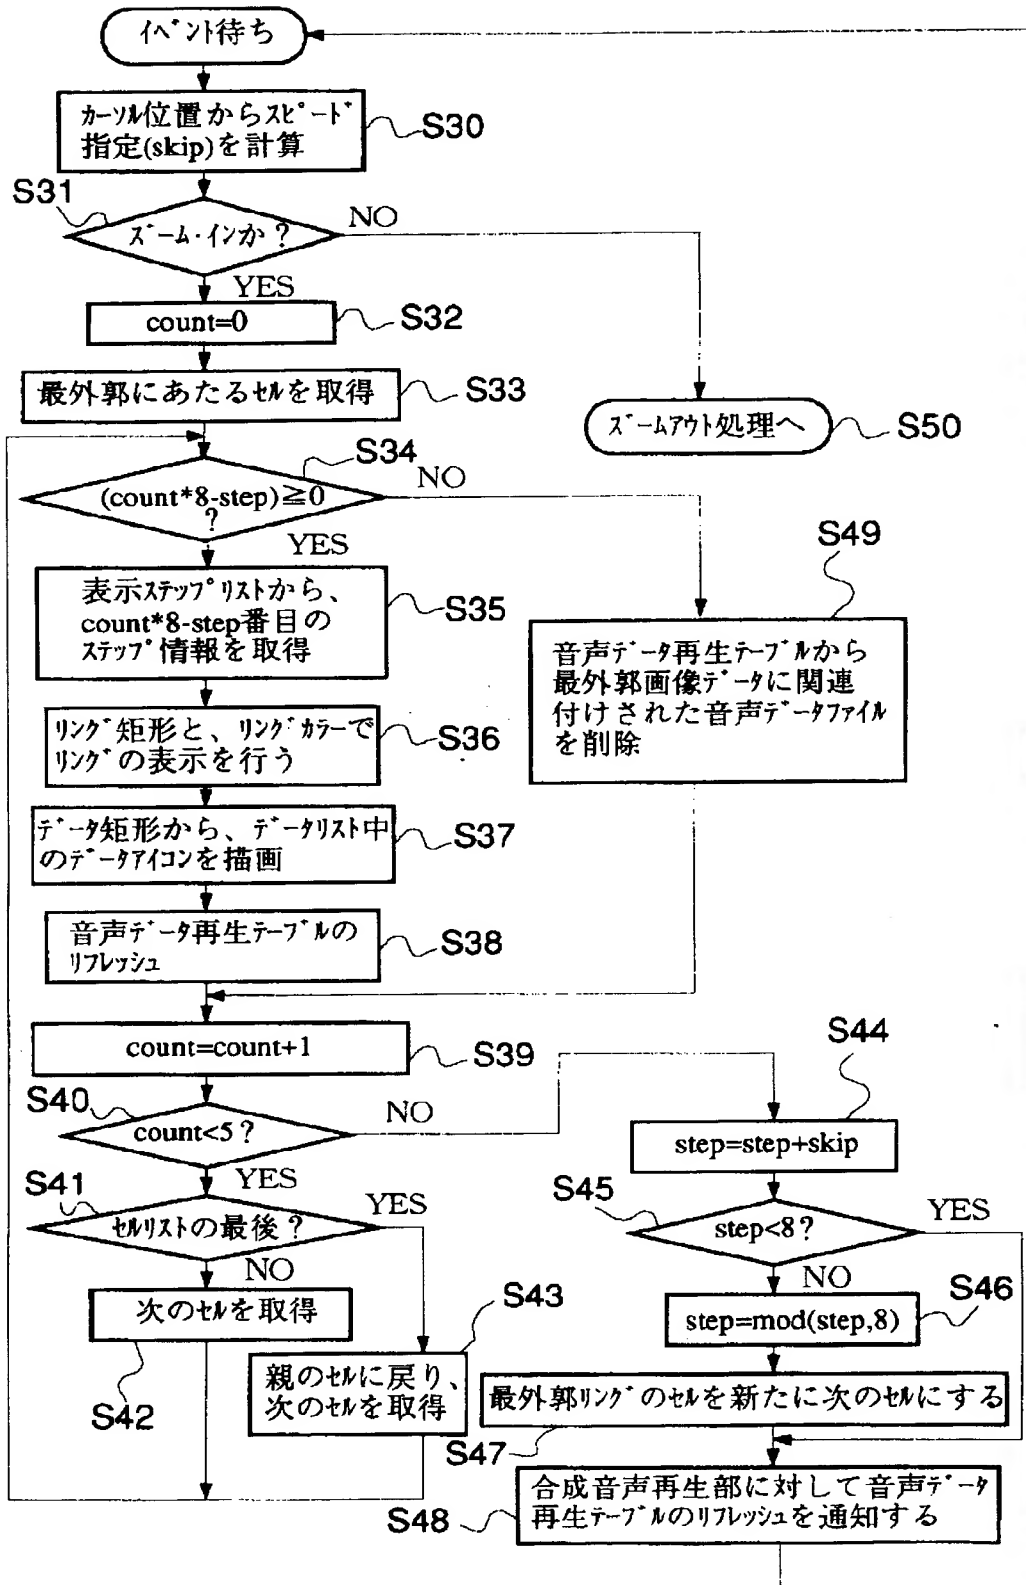 イベント待ち
カーソル位置からスピード
指定(skip)を計算
S30
S31
ズーム・インか?
NO
YES
count=0
S32
最外郭にあたるセルを取得
S33
ズームアウト処理へ
S50
S34
(count*8-step)≧0
?
NO
YES
表示ステップリストから、
count*8-step番目の
ステップ情報を取得
S35
S49
音声データ再生テーブルから
最外郭画像データに関連
付けされた音声データファイル
を削除
リング矩形と、リングカラーで
リングの表示を行う
S36
データ矩形から、データリスト中
のデータアイコンを描画
S37
音声データ再生テーブルの
リフレッシュ
S38
count=count+1
S39
S40
count<5?
NO
YES
S41
セルリストの最後?
YES
NO
次のセルを取得
S42
S43
親のセルに戻り、
次のセルを取得
S44
step=step+skip
S45
step<8?
YES
NO
S46
step=mod(step,8)
最外郭リングのセルを新たに次のセルにする
S47
合成音声再生部に対して音声データ
再生テーブルのリフレッシュを通知する
S48